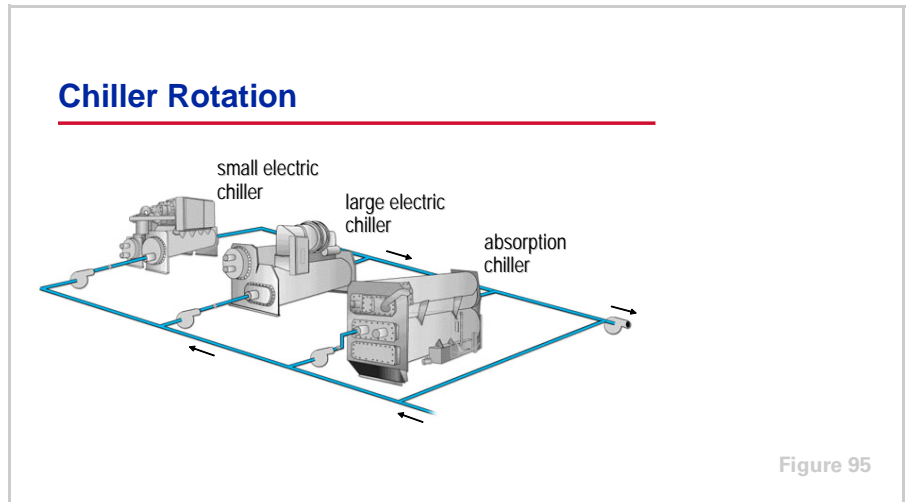 Chiller Rotation
small electric
chiller
large electric
chiller
absorption
chiller
Figure 95